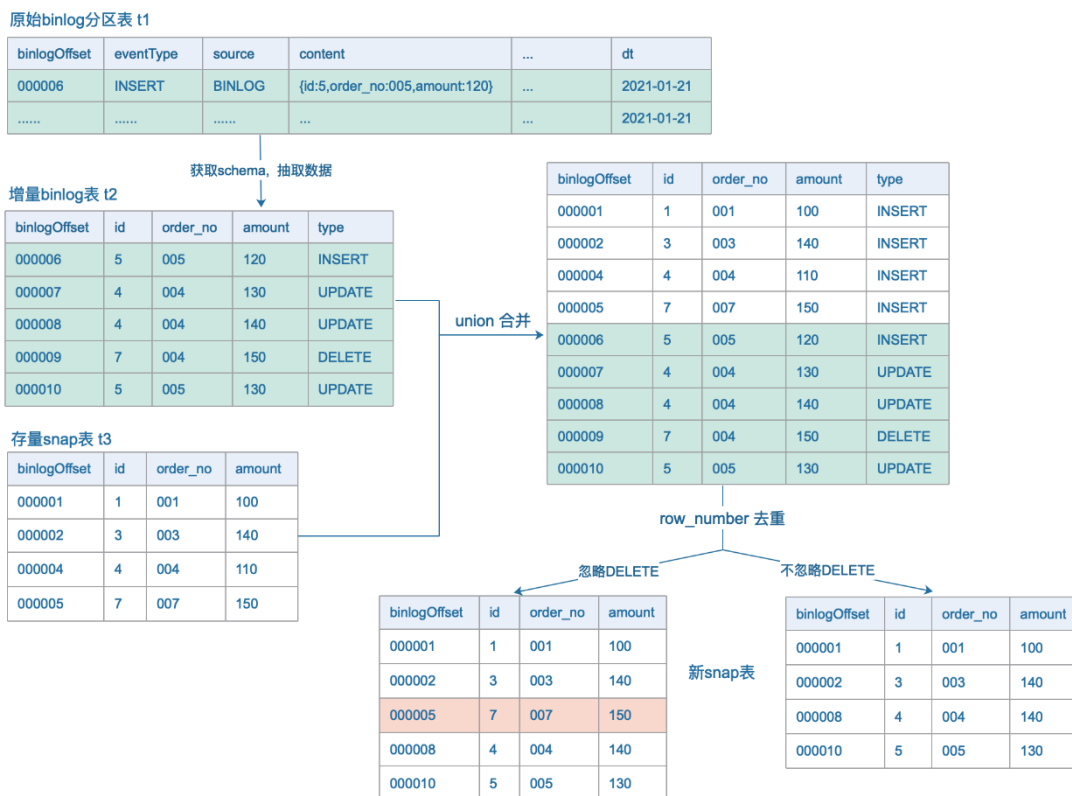 原始binlog分区表 t1
binlogOffset eventType source content ... dt
000006 INSERT BINLOG {id:5,order_no:005,amount:120} ... 2021-01-21
...... ...... ...... ... ... 2021-01-21
获取schema, 抽取数据
增量binlog表 t2
binlogOffset id order_no amount type
000006 5 005 120 INSERT
000007 4 004 130 UPDATE
000008 4 004 140 UPDATE
000009 7 004 150 DELETE
000010 5 005 130 UPDATE
存量snap表 t3
binlogOffset id order_no amount
000001 1 001 100
000002 3 003 140
000004 4 004 110
000005 7 007 150
union 合并
binlogOffset id order_no amount type
000001 1 001 100 INSERT
000002 3 003 140 INSERT
000004 4 004 110 INSERT
000005 7 007 150 INSERT
000006 5 005 120 INSERT
000007 4 004 130 UPDATE
000008 4 004 140 UPDATE
000009 7 004 150 DELETE
000010 5 005 130 UPDATE
row_number 去重
忽略DELETE
不忽略DELETE
binlogOffset id order_no amount
000001 1 001 100
000002 3 003 140
000005 7 007 150
000008 4 004 140
000010 5 005 130
新snap表
binlogOffset id order_no amount
000001 1 001 100
000002 3 003 140
000008 4 004 140
000010 5 005 130